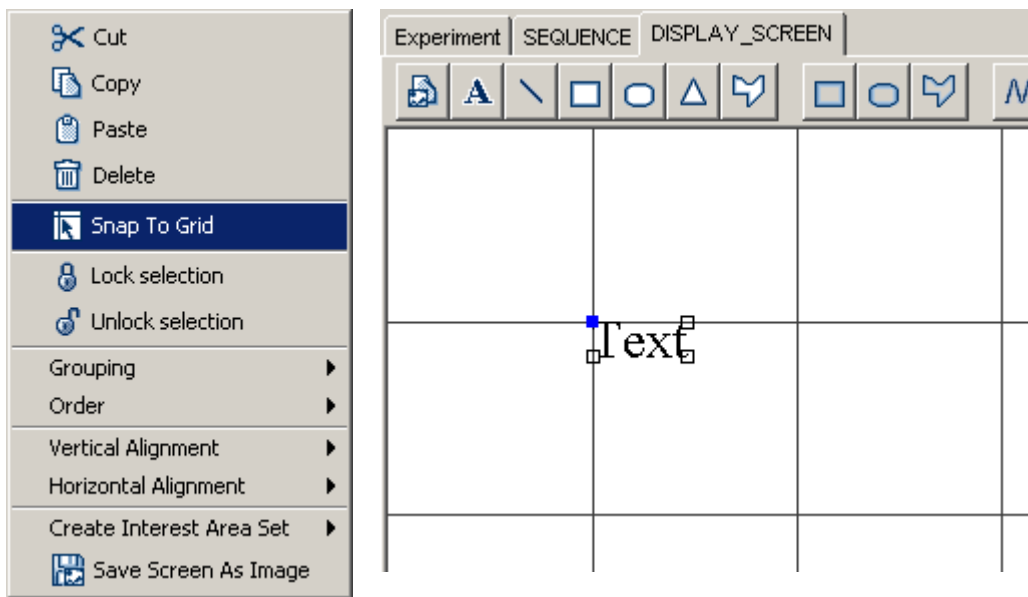 Cut
Copy
Paste
Delete
Snap To Grid
Lock selection
Unlock selection
Grouping
Order
Vertical Alignment
Horizontal Alignment
Create Interest Area Set
Save Screen As Image
Experiment SEQUENCE DISPLAY_SCREEN
A
Text